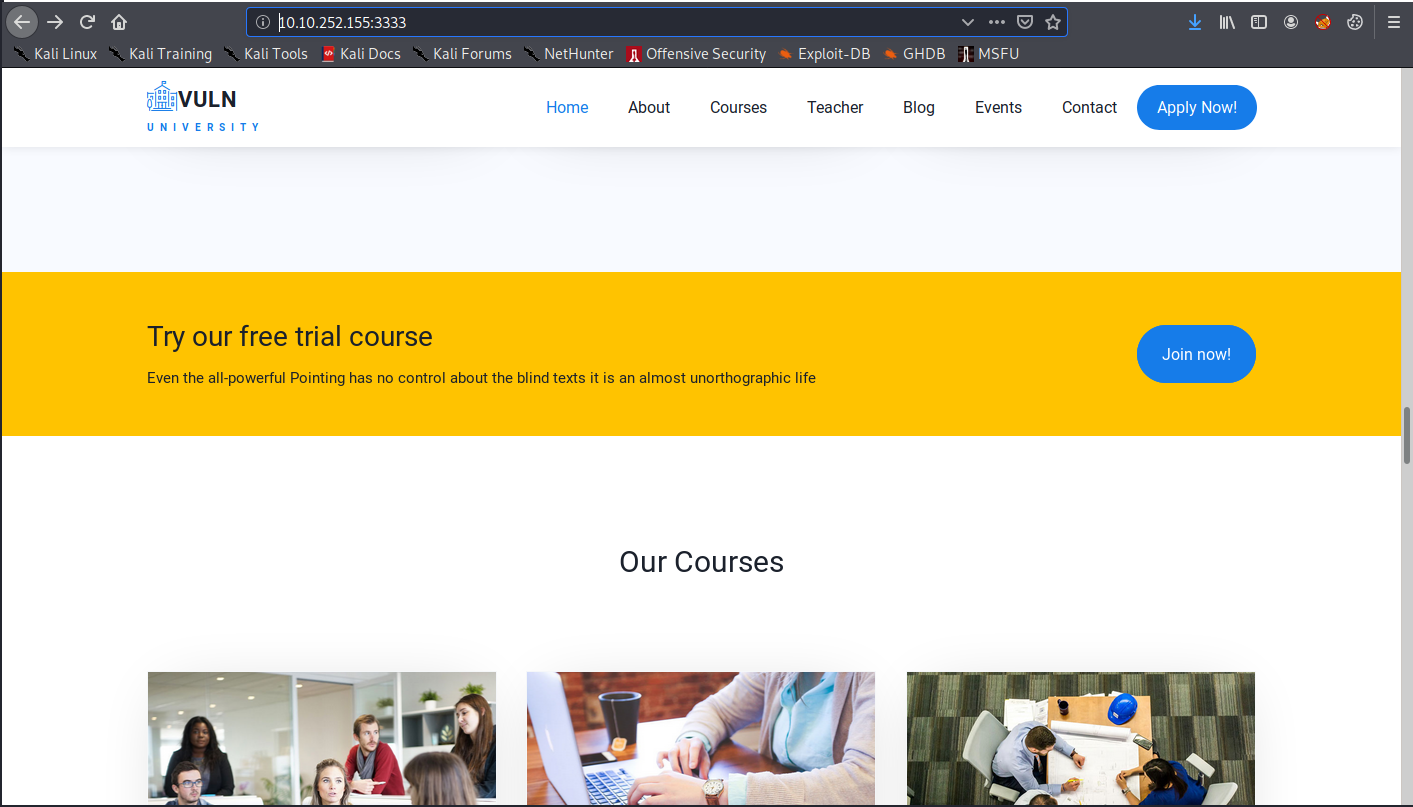 10.10.252.155:3333
Kali Linux Kali Training Kali Tools Kali Docs Kali Forums NetHunter Offensive Security Exploit-DB GHDB MSFU
VULN
UNIVERSITY
Home About Courses Teacher Blog Events Contact Apply Now!
Try our free trial course
Even the all-powerful Pointing has no control about the blind texts it is an almost unorthographic life
Join now!
Our Courses